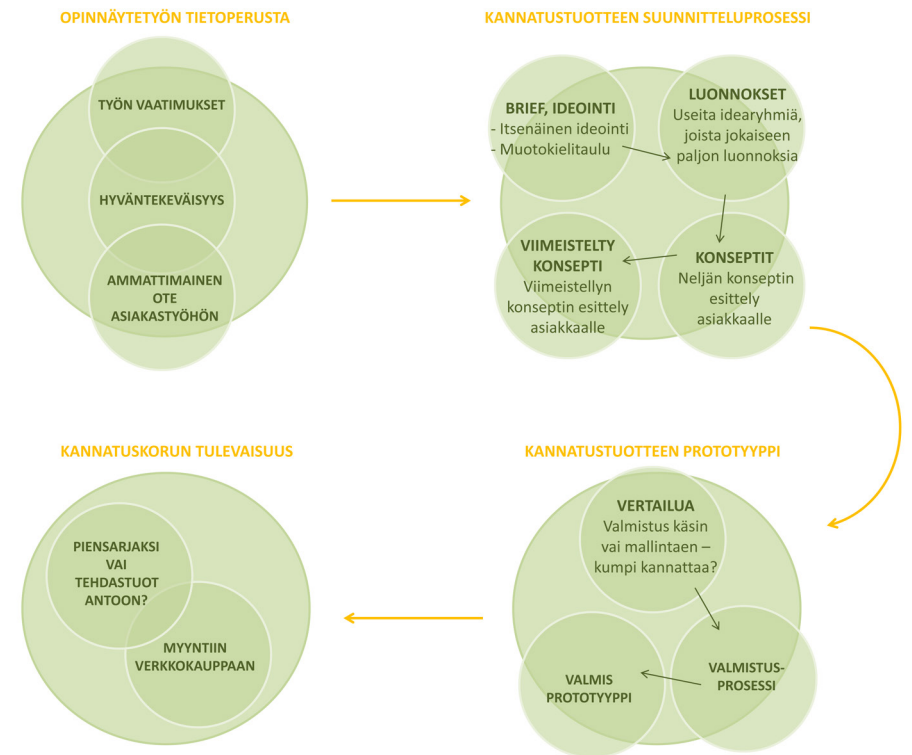 OPINNÄYTETYÖN TIETOPERUSTA
TYÖN VAATIMUKSET
HYVÄNTEKEVÄISYYS
AMMATTIMAINEN
OTE
ASIAKASTYÖHÖN
KANNATUSTUOTTEEN SUUNNITTELUPROSESSI
BRIEF, IDEOINTI
- Itsenäinen ideointi
- Muotokielitaulu
LUONNOKSET
Useita idearyhmiä,
joista jokaiseen
paljon luonnoksia
KONSEPTIT
Neljän konseptin
esittely
asiakkaalle
VIIMEISTELTY
KONSEPTI
Viimeistellyn
konseptin esittely
asiakkaalle
KANNATUSTUOTTEEN PROTOTYYPPI
VERTAILUA
Valmistus käsin
vai mallintaen –
kumpi kannattaa?
VALMISTUS-
PROSESSI
VALMIS
PROTOTYYPPI
KANNATUSKORUN TULEVAISUUS
PIENSARJAKSI
VAI
TEHDASTUOT
ANTOON?
MYYNTIIN
VERKKOKAUPPAAN